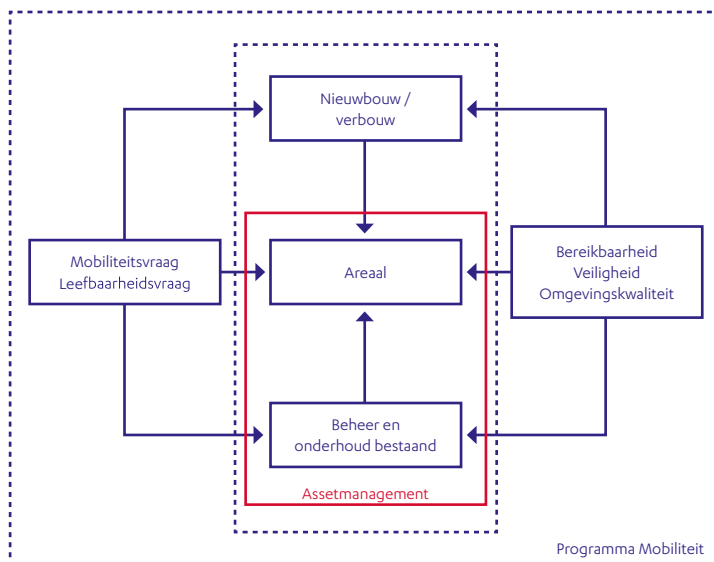 Nieuwbouw /
verbouw
Mobiliteitsvraag
Leefbaarheidsvraag
Areaal
Bereikbaarheid
Veiligheid
Omgevingskwaliteit
Beheer en
onderhoud bestaand
Assetmanagement
Programma Mobiliteit